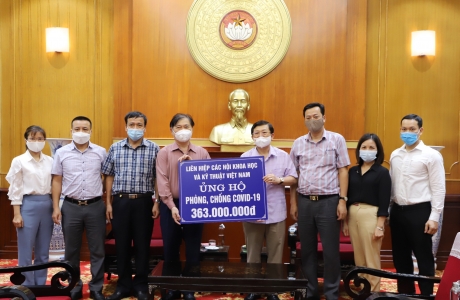 LIÊN HIỆP CÁC HỘI KHOA HỌC
VÀ KỸ THUẬT VIỆT NAM
ỦNG HỘ
PHÒNG, CHỐNG COVID-19
363.000.000đ